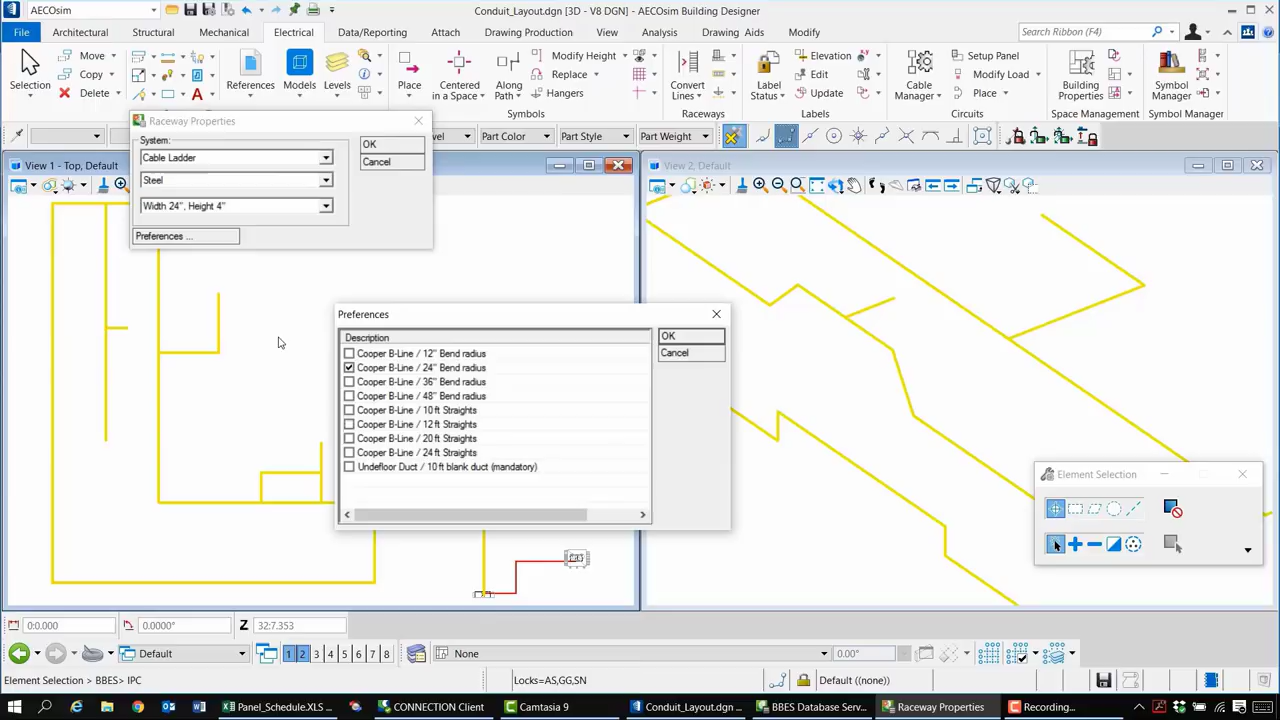 AECOsim Building Designer
Conduit_Layout.dgn [3D - V8 DGN] - AECOsim Building Designer
File
Architectural
Structural
Mechanical
Electrical
Data/Reporting
Attach
Drawing Production
View
Analysis
Drawing Aids
Modify
Search Ribbon (F4)
Selection
Move
Copy
Delete
References
Models
Levels
Place
Centered in a Space
Along Path
Modify Height
Replace
Hangers
Convert Lines
Raceways
Label Status
Elevation
Edit
Update
Labels
Cable Manager
Setup Panel
Modify Load
Place
Circuits
Building Properties
Space Management
Symbol Manager
Symbol Manager
Level
Part Color
Part Style
Part Weight
Raceway Properties
System:
Cable Ladder
Steel
Width 24", Height 4"
OK
Cancel
Preferences ...
View 1 - Top, Default
View 2, Default
Preferences
Description
Cooper B-Line / 12" Bend radius
Cooper B-Line / 24" Bend radius
Cooper B-Line / 36" Bend radius
Cooper B-Line / 48" Bend radius
Cooper B-Line / 10 ft Straights
Cooper B-Line / 12 ft Straights
Cooper B-Line / 20 ft Straights
Cooper B-Line / 24 ft Straights
Undefloor Duct / 10 ft blank duct (mandatory)
OK
Cancel
Element Selection
0:0.000
0.0000°
Z
32:7.353
Default
1 2 3 4 5 6 7 8
None
0.00°
Element Selection > BBES> IPC
Locks=AS,GG,SN
Default ((none))
Panel_Schedule.XLS ...
CONNECTION Client
Camtasia 9
Conduit_Layout.dgn ...
BBES Database Serv...
Raceway Properties
Recording...